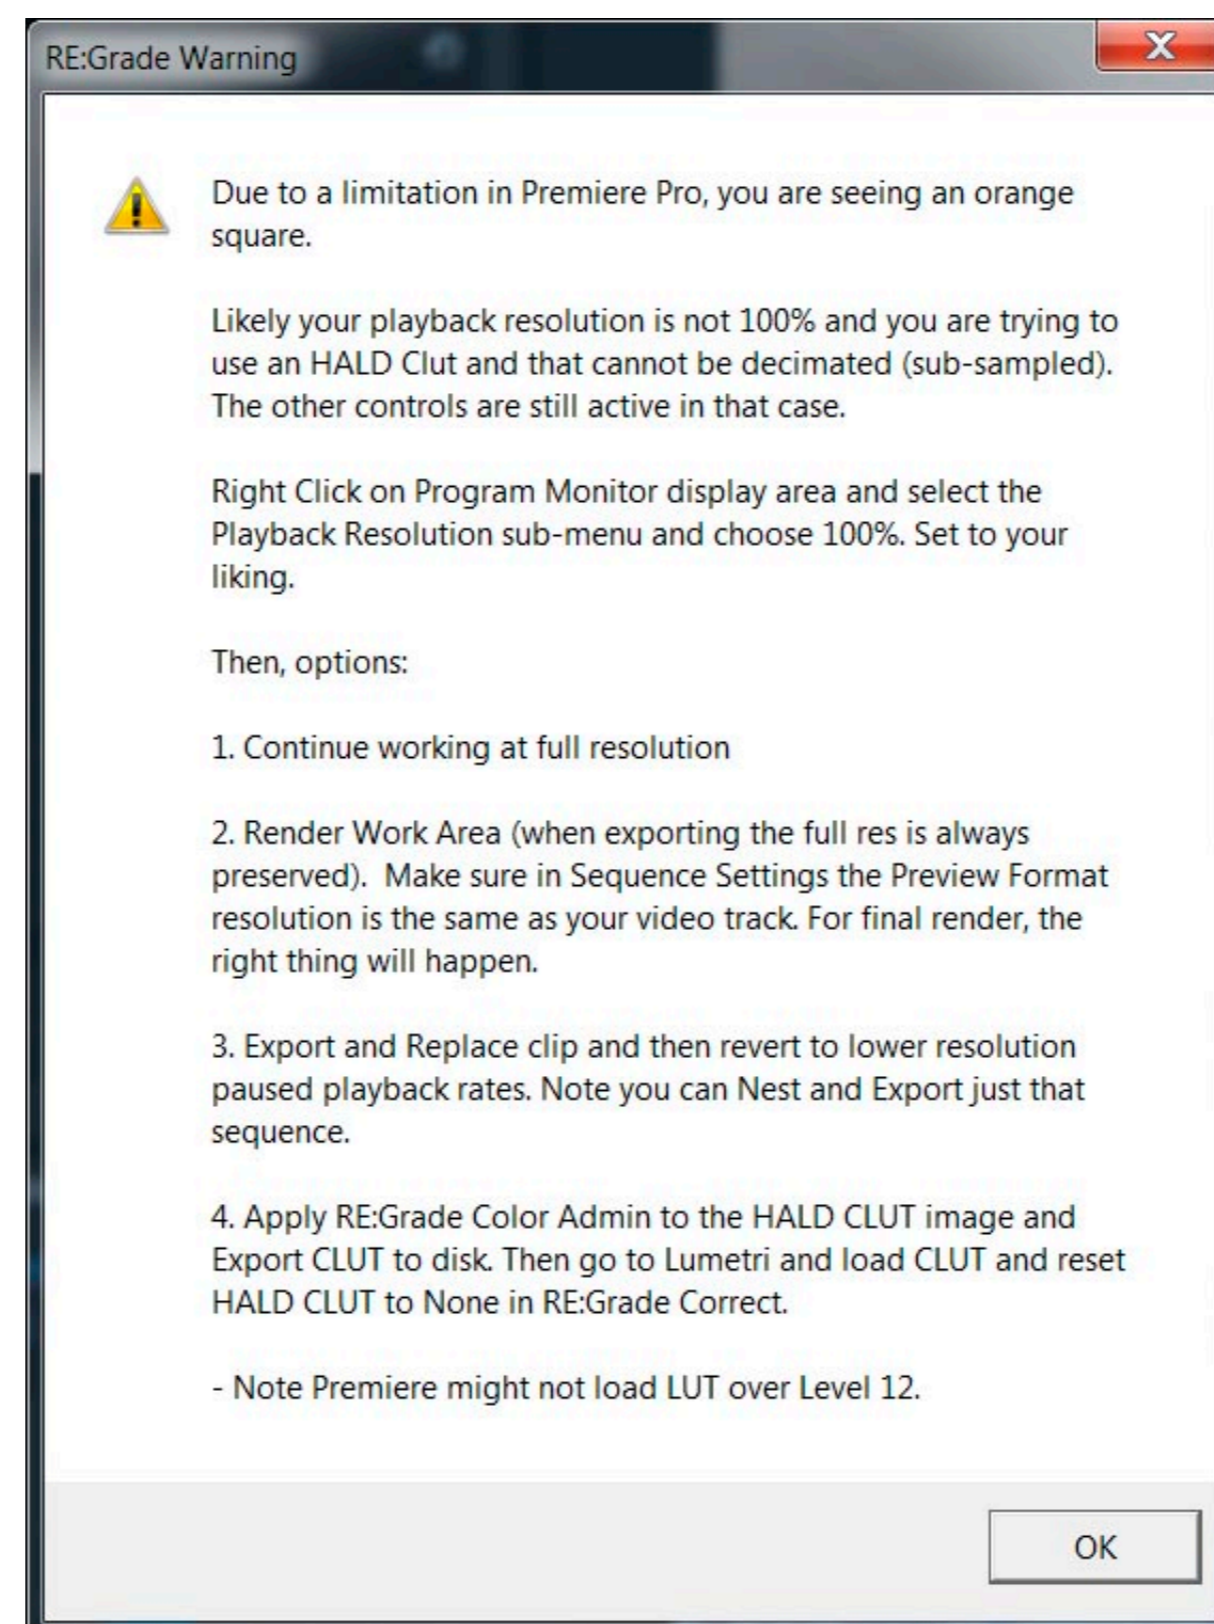 RE:Grade Warning
Due to a limitation in Premiere Pro, you are seeing an orange
square.
Likely your playback resolution is not 100% and you are trying to
use an HALD Clut and that cannot be decimated (sub-sampled).
The other controls are still active in that case.
Right Click on Program Monitor display area and select the
Playback Resolution sub-menu and choose 100%. Set to your
liking.
Then, options:
1. Continue working at full resolution
2. Render Work Area (when exporting the full res is always
preserved).  Make sure in Sequence Settings the Preview Format
resolution is the same as your video track. For final render, the
right thing will happen.
3. Export and Replace clip and then revert to lower resolution
paused playback rates. Note you can Nest and Export just that
sequence.
4. Apply RE:Grade Color Admin to the HALD CLUT image and
Export CLUT to disk. Then go to Lumetri and load CLUT and reset
HALD CLUT to None in RE:Grade Correct.
- Note Premiere might not load LUT over Level 12.
OK